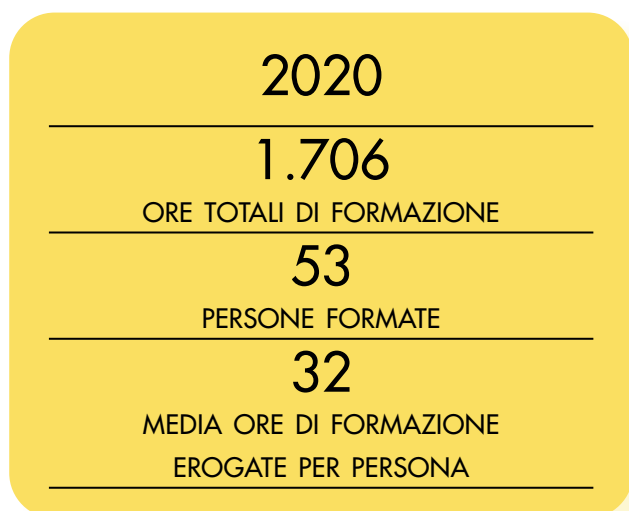 2020
1.706
ORE TOTALI DI FORMAZIONE
53
PERSONE FORMATE
32
MEDIA ORE DI FORMAZIONE
EROGATE PER PERSONA